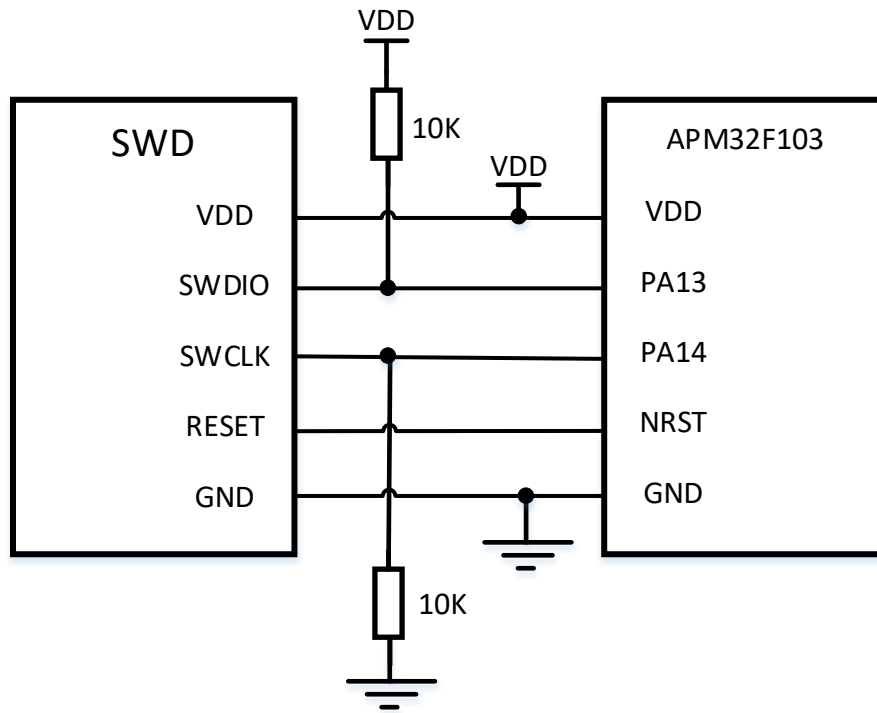 VDD
10K
SWD
APM32F103
VDD
VDD
VDD
SWDIO
PA13
SWCLK
PA14
RESET
NRST
GND
GND
10K